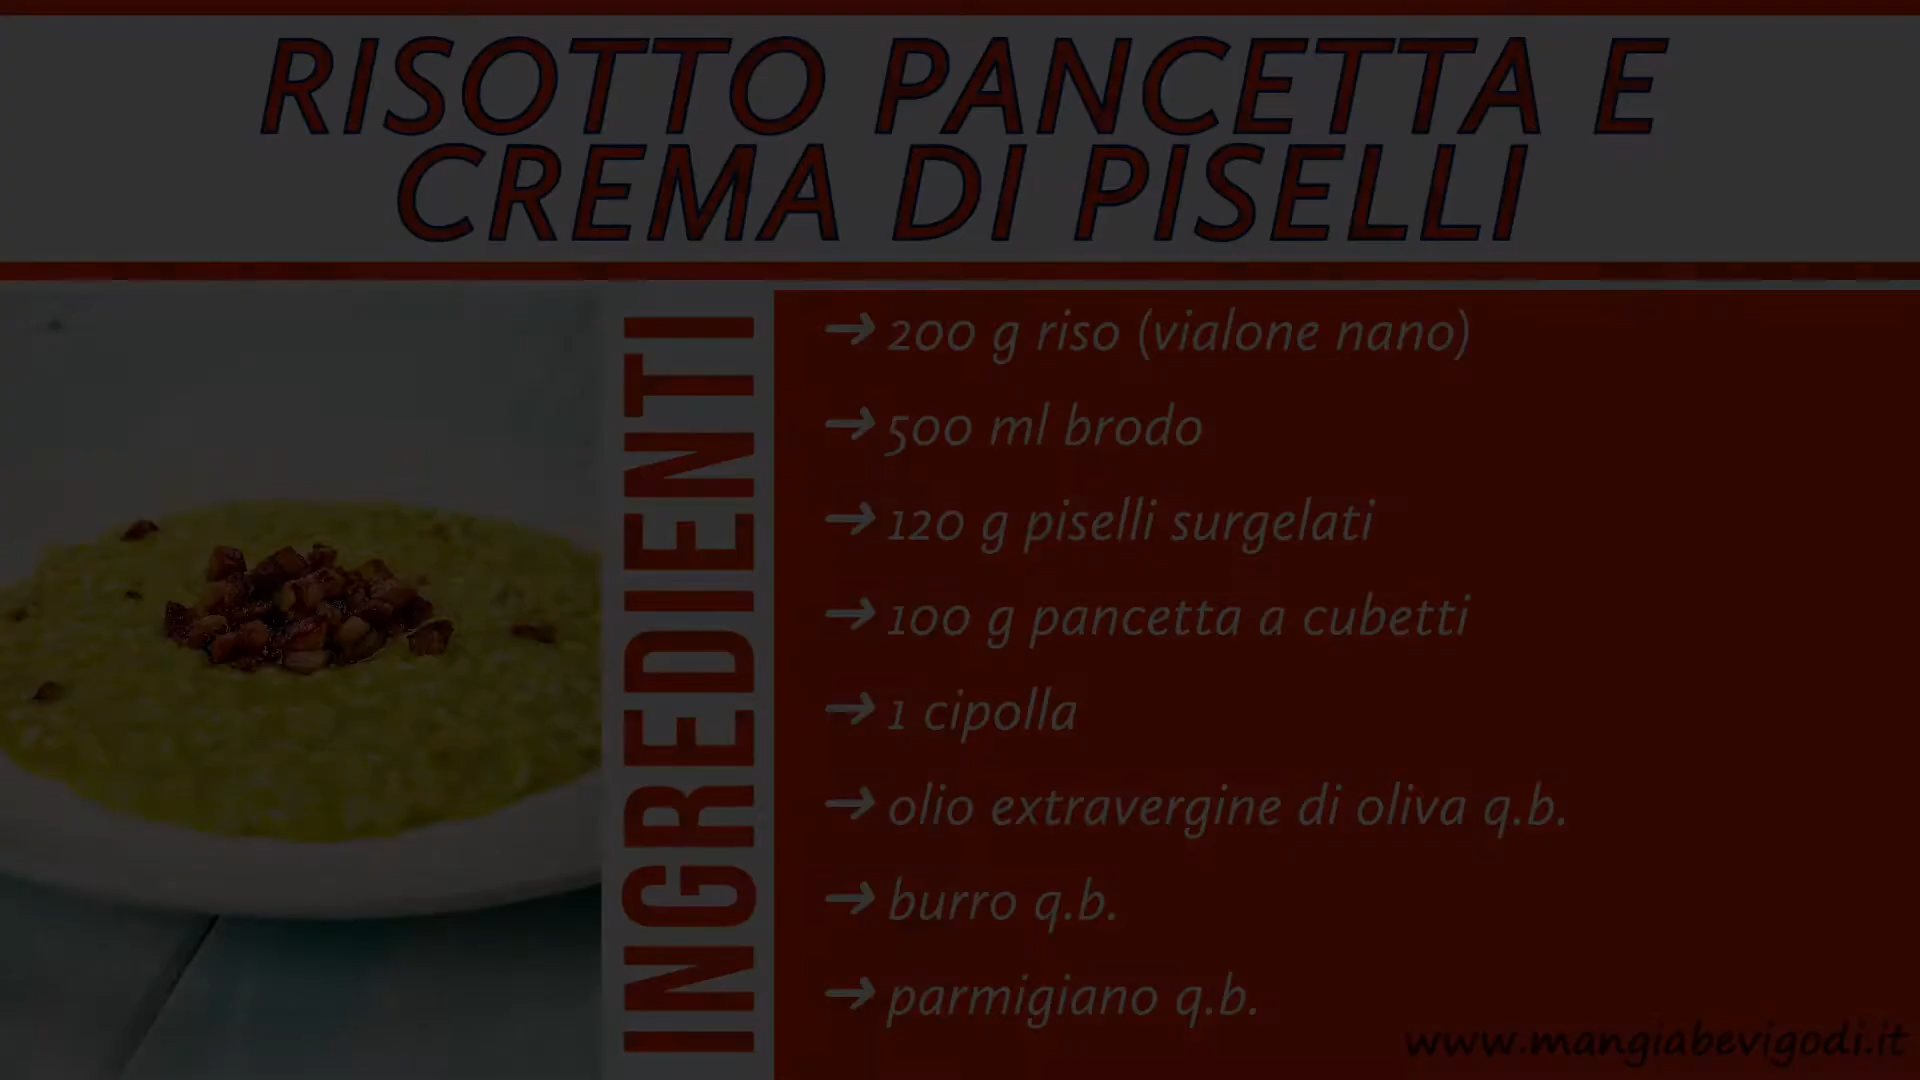 RISOTTO PANCETTA E
CREMA DI PISELLI
INGREDIENTI
→ 200 g riso (vialone nano)
→ 500 ml brodo
→ 120 g piselli surgelati
→ 100 g pancetta a cubetti
→ 1 cipolla
→ olio extravergine di oliva q.b.
→ burro q.b.
→ parmigiano q.b.
www.mangiabevigodi.it